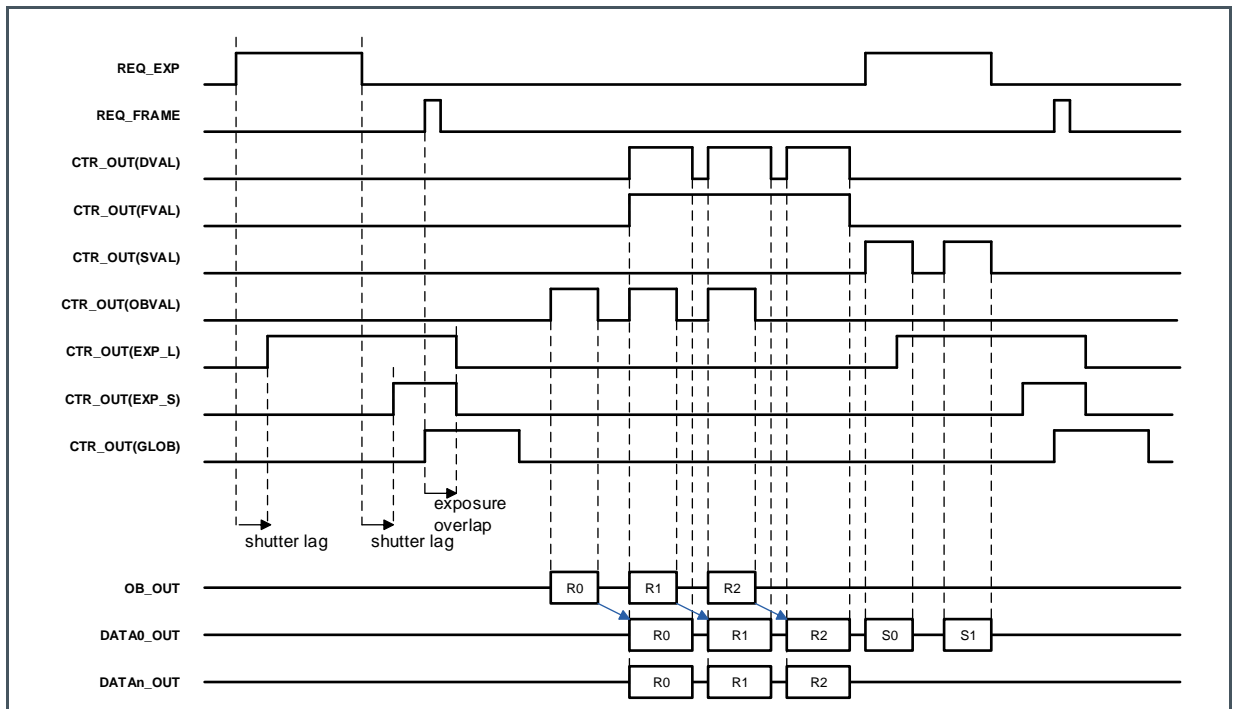 REQ_EXP
REQ_FRAME
CTR_OUT(DVAL)
CTR_OUT(FVAL)
CTR_OUT(SVAL)
CTR_OUT(OBVAL)
CTR_OUT(EXP_L)
CTR_OUT(EXP_S)
CTR_OUT(GLOB)
exposure
overlap
shutter lag
shutter lag
OB_OUT
R0
R1
R2
DATA0_OUT
R0
R1
R2
S0
S1
DATAn_OUT
R0
R1
R2